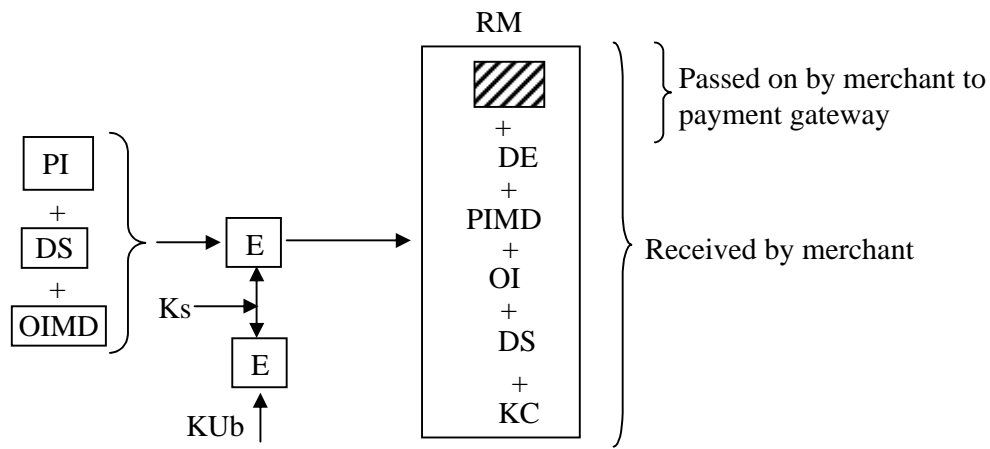 RM
Passed on by merchant to
payment gateway
+
DE
PI
+
+
PIMD
DS
E
+
Received by merchant
OI
+
+
Ks
OIMD
DS
E
+
KC
KUb